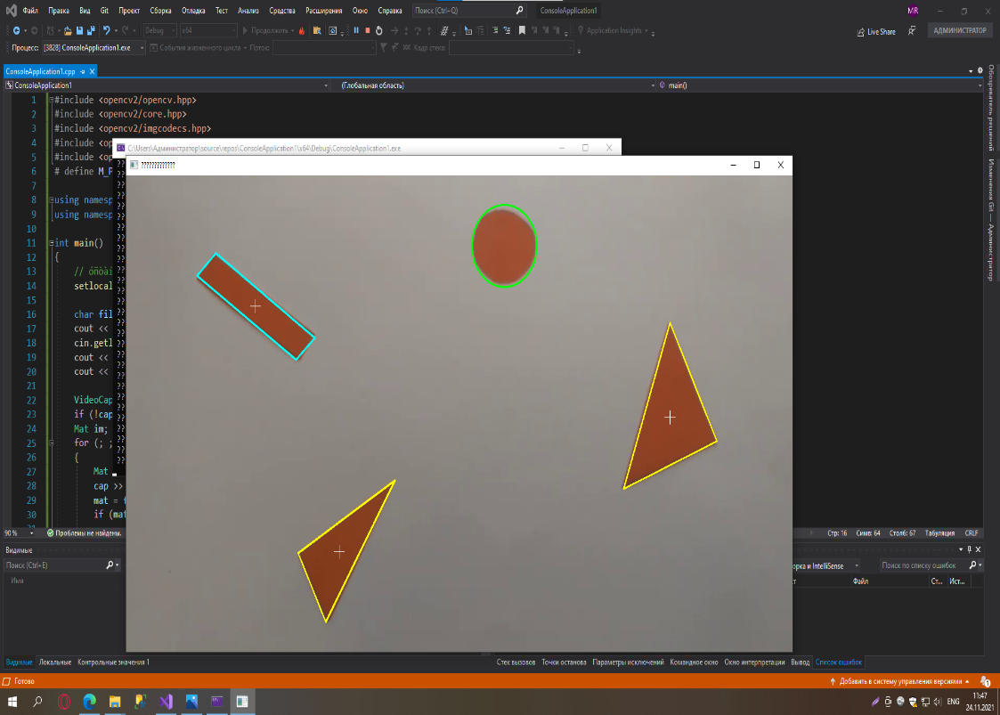 Файл Правка Вид Git Проект Сборка Отладка Тест Анализ Средства Расширения Окно Справка Поиск (Ctrl+Q) ConsoleApplication1 MR
Debug x64 Продолжить Application Insights Live Share АДМИНИСТРАТОР
Процесс: [3828] ConsoleApplication1.exe События жизненного цикла Поток: Кадр стека:
ConsoleApplication1.cpp
ConsoleApplication1 (Глобальная область) main()
1 #include <opencv2/opencv.hpp>
2 #include <opencv2/core.hpp>
3 #include <opencv2/imgcodecs.hpp>
4 #include <op
5 #include <op
6 # define M_P
7
8 using namesp
9 using namesp
10
11 int main()
12 {
13 //
14 setlocal
15
16 char fil
17 cout <<
18 cin.getl
19 cout <<
20 cout <<
21
22 VideoCap
23 if (!cap
24 Mat im;
25 for (; ;
26 {
27 Mat
28 cap >>
29 mat = f
30 if (mat
C:\Users\Администратор\source\repos\ConsoleApplication1\x64\Debug\ConsoleApplication1.exe
?????????????
Обозреватель решений
Изменения Git — Администратор
90 % Проблемы не найдены. Стр: 16 Симв: 64 Столб: 67 Табуляция CRLF
Видимые
Поиск (Ctrl+E)
Имя
орка и IntelliSense Поиск по списку ошибок
ст Файл Ст... Ист...
Видимые Локальные Контрольные значения 1 Стек вызовов Точки останова Параметры исключений Командное окно Окно интерпретации Вывод Список ошибок
Готово Добавить в систему управления версиями 1
ENG 11:47
24.11.2021